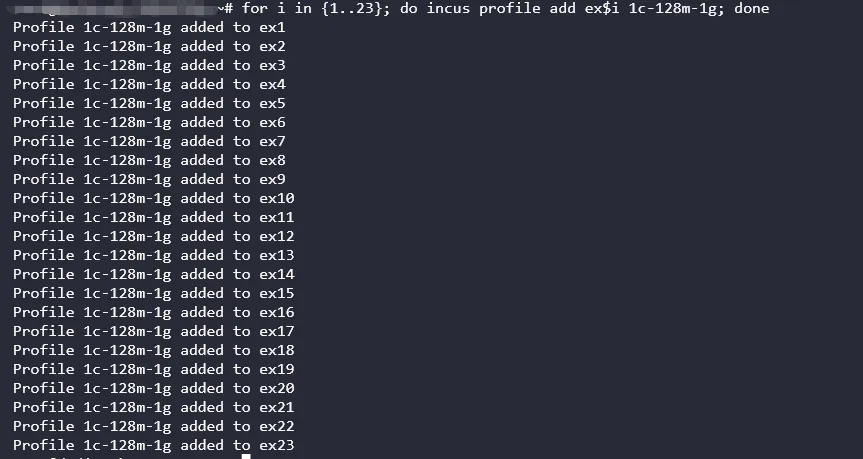 ~# for i in {1..23}; do incus profile add ex$i 1c-128m-1g; done
Profile 1c-128m-1g added to ex1
Profile 1c-128m-1g added to ex2
Profile 1c-128m-1g added to ex3
Profile 1c-128m-1g added to ex4
Profile 1c-128m-1g added to ex5
Profile 1c-128m-1g added to ex6
Profile 1c-128m-1g added to ex7
Profile 1c-128m-1g added to ex8
Profile 1c-128m-1g added to ex9
Profile 1c-128m-1g added to ex10
Profile 1c-128m-1g added to ex11
Profile 1c-128m-1g added to ex12
Profile 1c-128m-1g added to ex13
Profile 1c-128m-1g added to ex14
Profile 1c-128m-1g added to ex15
Profile 1c-128m-1g added to ex16
Profile 1c-128m-1g added to ex17
Profile 1c-128m-1g added to ex18
Profile 1c-128m-1g added to ex19
Profile 1c-128m-1g added to ex20
Profile 1c-128m-1g added to ex21
Profile 1c-128m-1g added to ex22
Profile 1c-128m-1g added to ex23